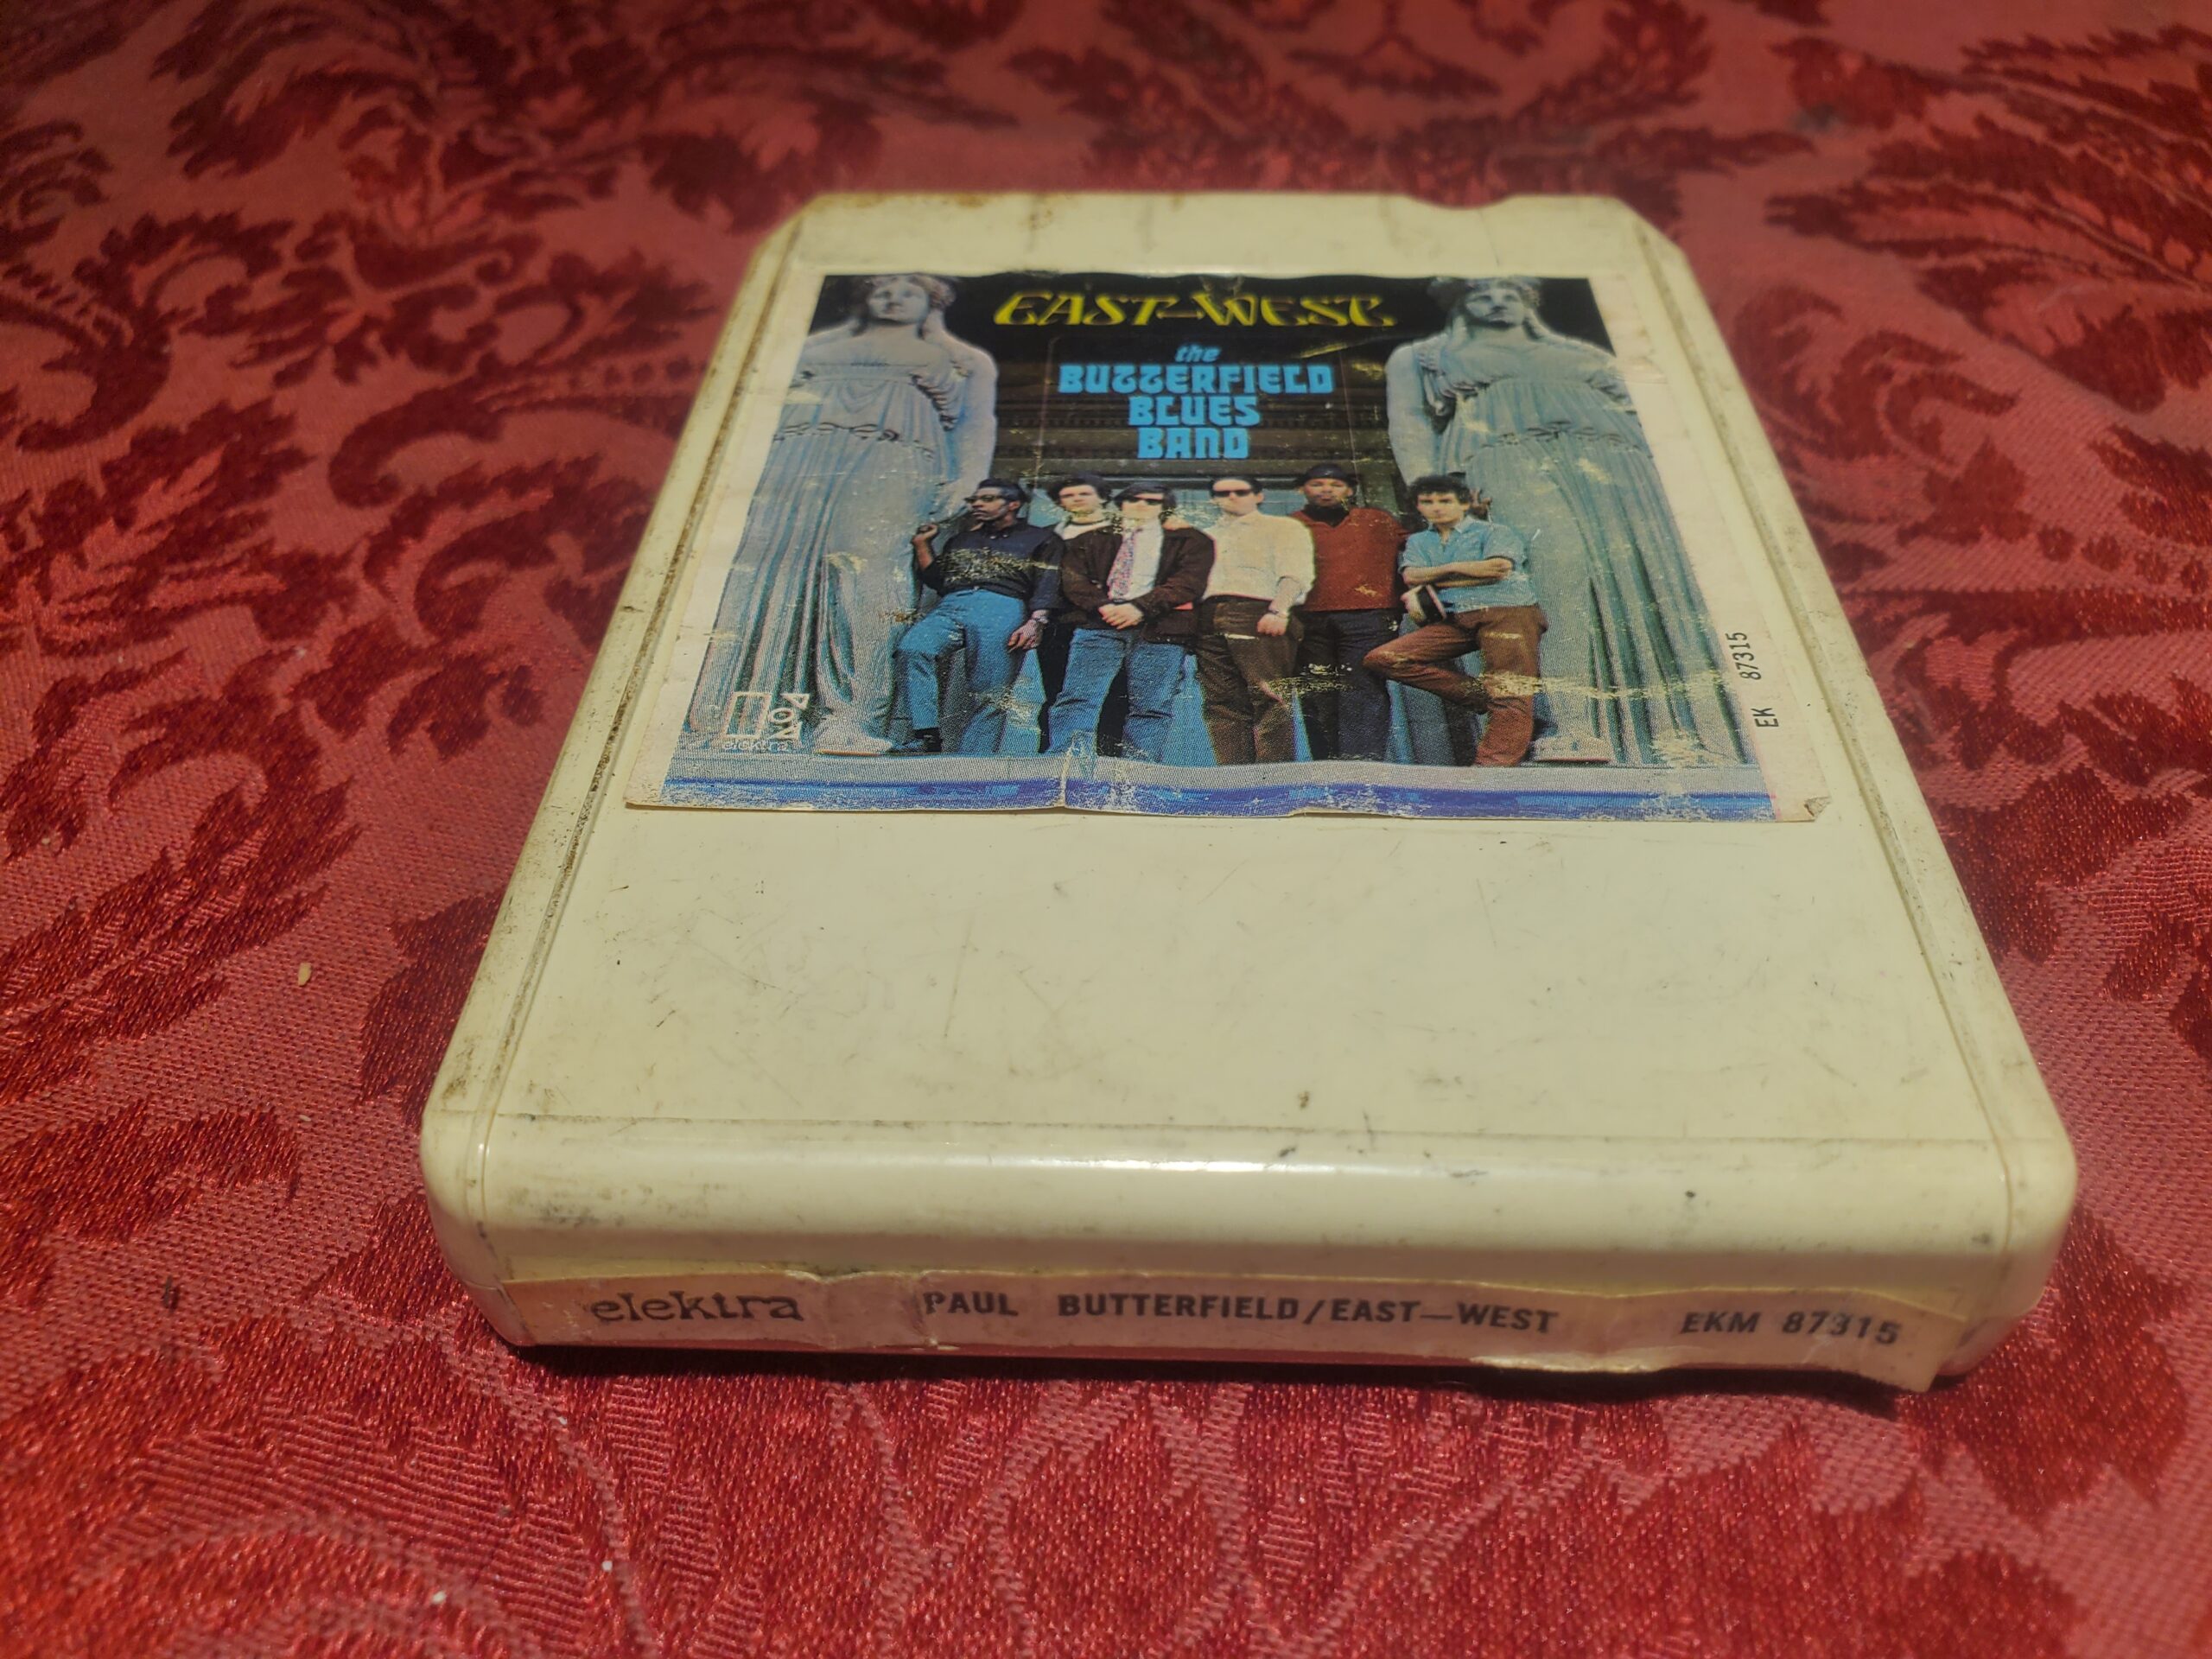 EAST-WEST
the
BUTTERFIELD
BLUES
BAND
elektra
EK 87315
elektra PAUL BUTTERFIELD/EAST-WEST EKM 87315